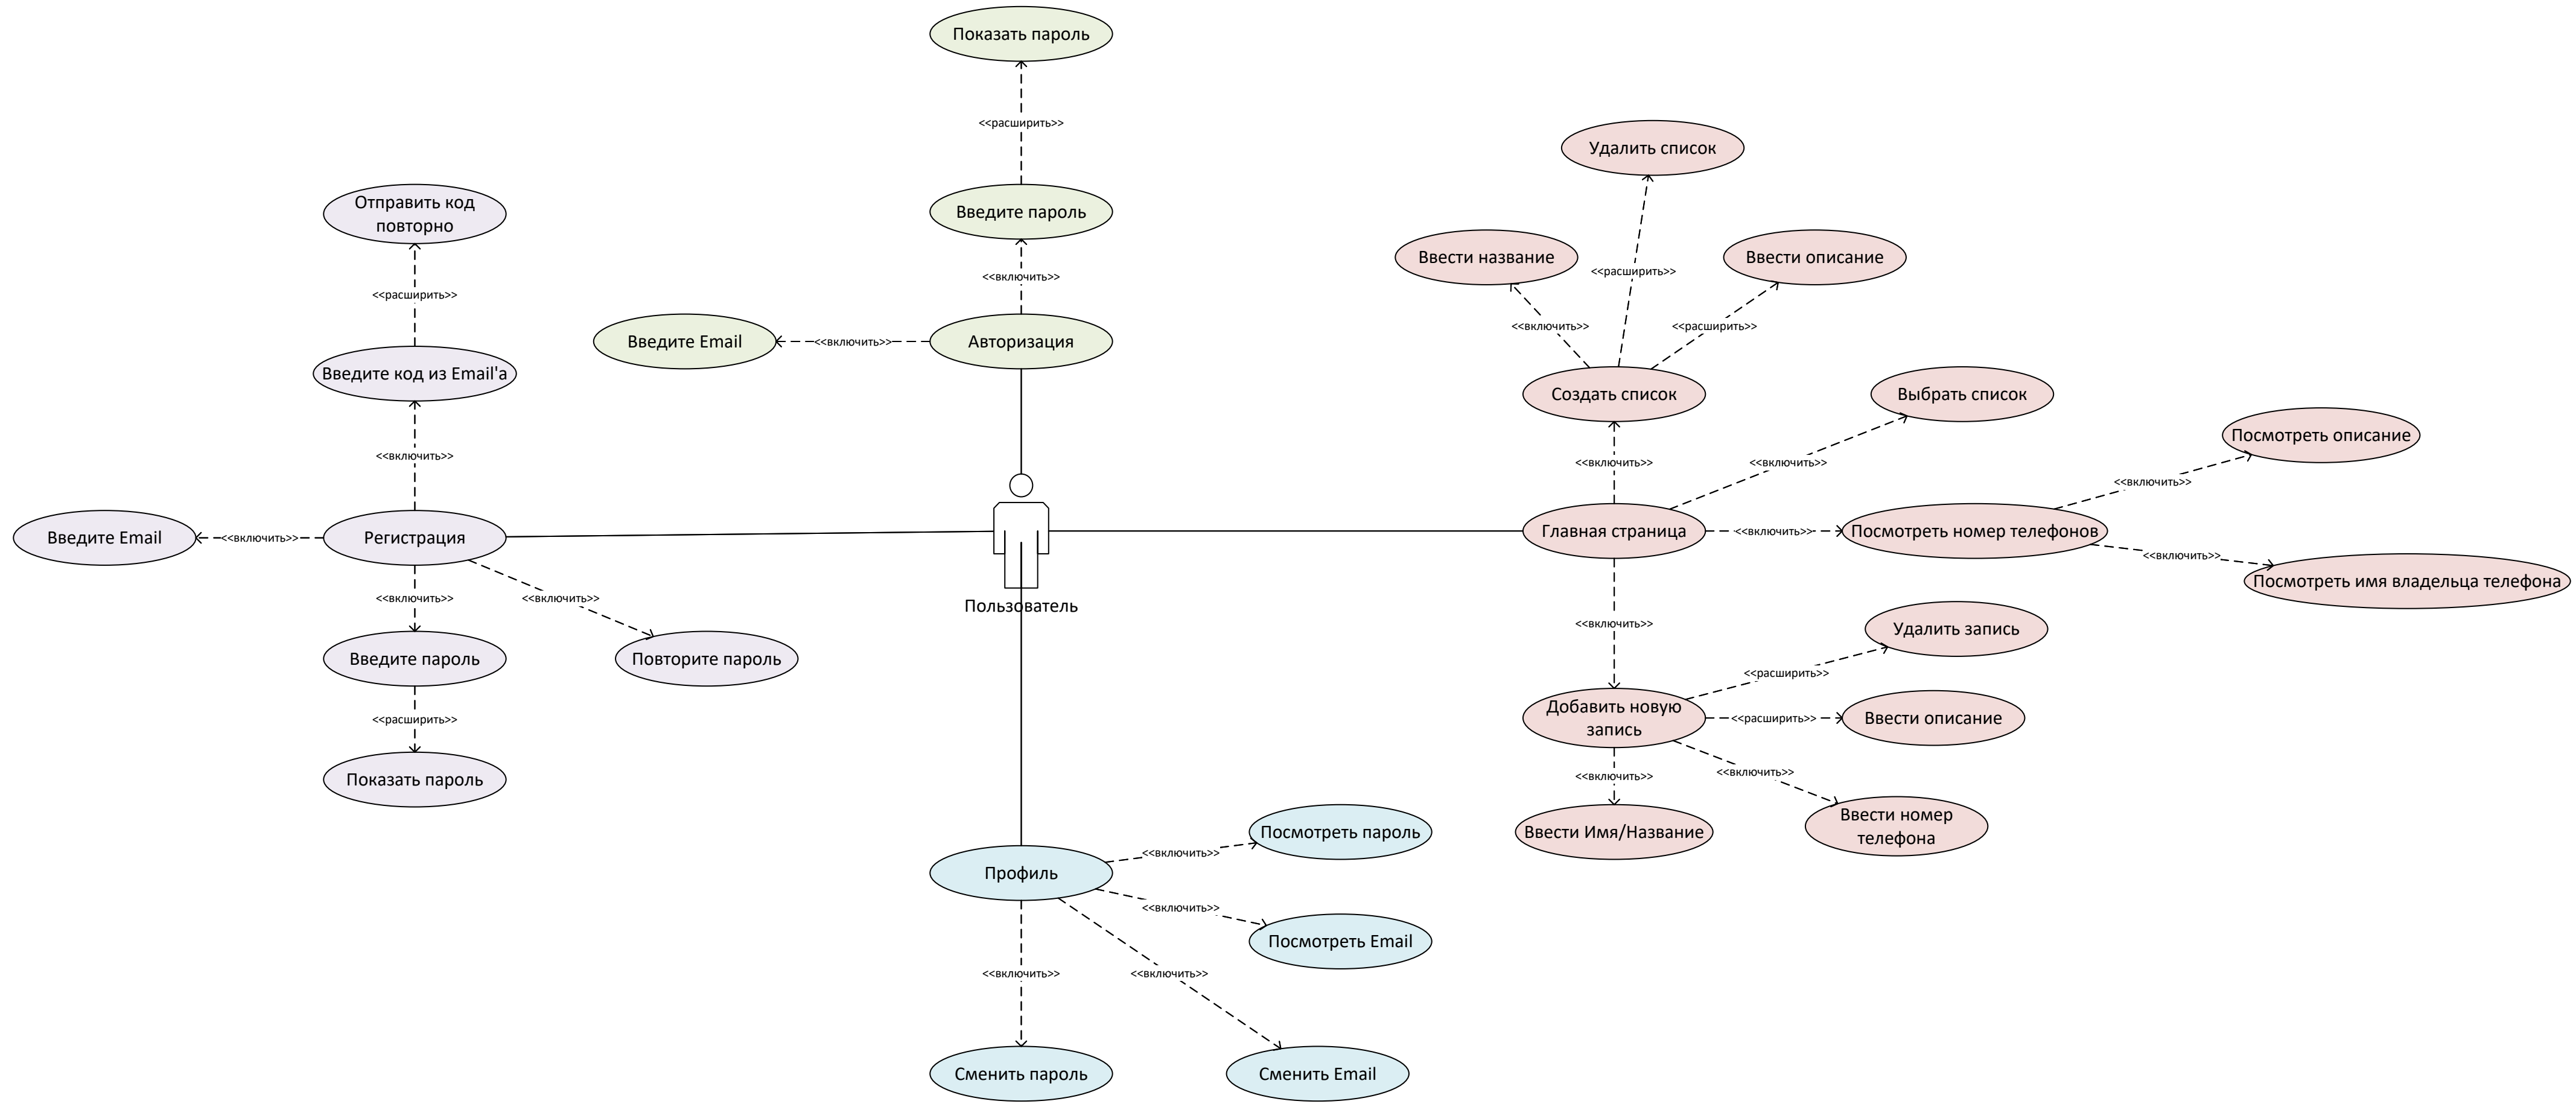 Показать пароль
<<расширить>>
Введите пароль
<<включить>>
Введите Email
<<включить>>
Авторизация
Отправить код
повторно
<<расширить>>
Введите код из Email'а
<<включить>>
Введите Email
<<включить>>
Регистрация
<<включить>>
<<включить>>
Введите пароль
Повторите пароль
<<расширить>>
Показать пароль
Пользователь
Удалить список
Ввести название
<<расширить>>
Ввести описание
<<включить>>
<<расширить>>
Создать список
Выбрать список
<<включить>>
<<включить>>
Посмотреть описание
<<включить>>
Главная страница
<<включить>>
Посмотреть номер телефонов
<<включить>>
Посмотреть имя владельца телефона
<<включить>>
Удалить запись
<<расширить>>
Добавить новую
запись
<<расширить>>
Ввести описание
<<включить>>
<<включить>>
Ввести Имя/Название
Ввести номер
телефона
Профиль
<<включить>>
Посмотреть пароль
<<включить>>
Посмотреть Email
<<включить>>
<<включить>>
Сменить пароль
Сменить Email